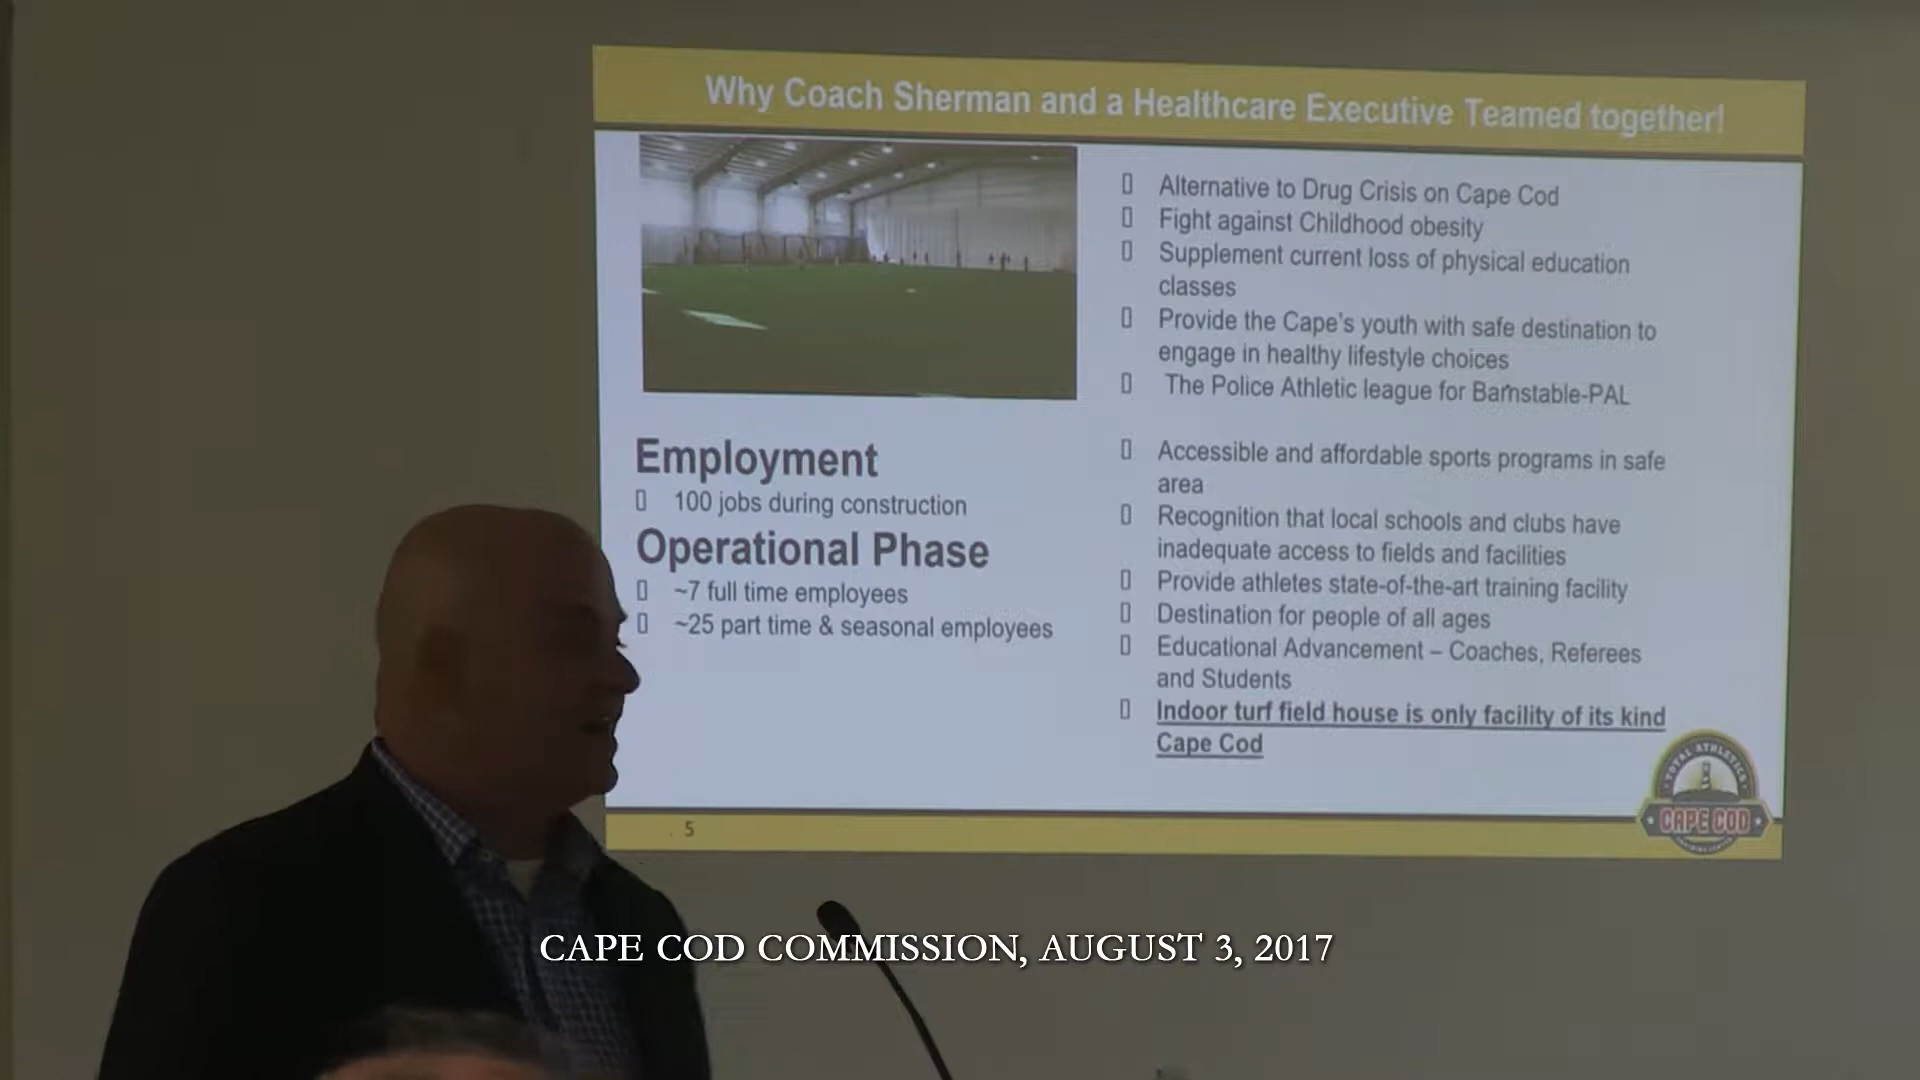 Why Coach Sherman and a Healthcare Executive Teamed together!
Alternative to Drug Crisis on Cape Cod
Fight against Childhood obesity
Supplement current loss of physical education
classes
Provide the Cape's youth with safe destination to
engage in healthy lifestyle choices
The Police Athletic league for Barnstable-PAL
Accessible and affordable sports programs in safe
area
Recognition that local schools and clubs have
inadequate access to fields and facilities
Provide athletes state-of-the-art training facility
Destination for people of all ages
Educational Advancement – Coaches, Referees
and Students
Indoor turf field house is only facility of its kind
Cape Cod
Employment
100 jobs during construction
Operational Phase
~7 full time employees
~25 part time & seasonal employees
TOTAL ATHLETICS
CAPE COD
5
CAPE COD COMMISSION, AUGUST 3, 2017